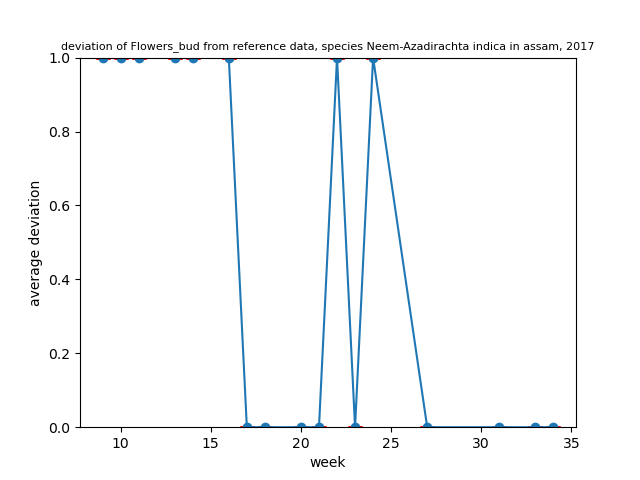 deviation of Flowers_bud from reference data, species Neem-Azadirachta indica in assam, 2017
1.0
0.8
0.6
0.4
0.2
0.0
average deviation
10 15 20 25 30 35
week